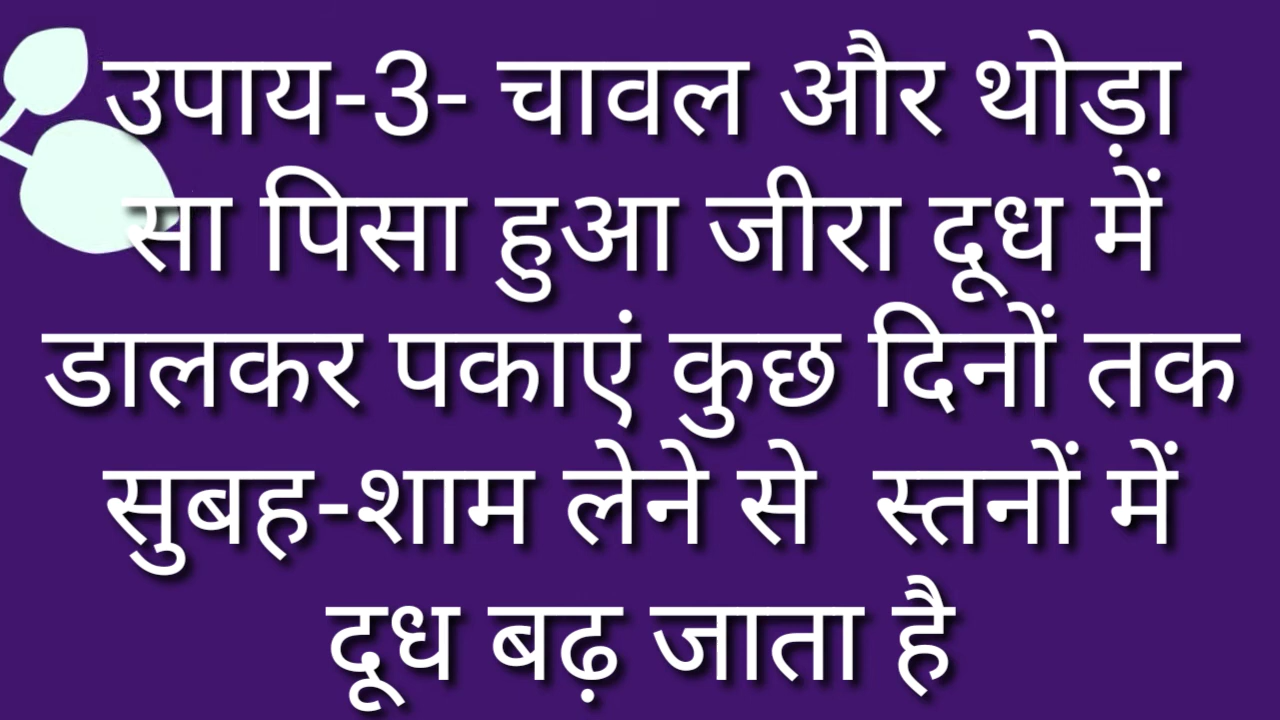 उपाय-3- चावल और थोड़ा
सा पिसा हुआ जीरा दूध में
डालकर पकाएं कुछ दिनों तक
सुबह-शाम लेने से  स्तनों में
दूध बढ़ जाता है